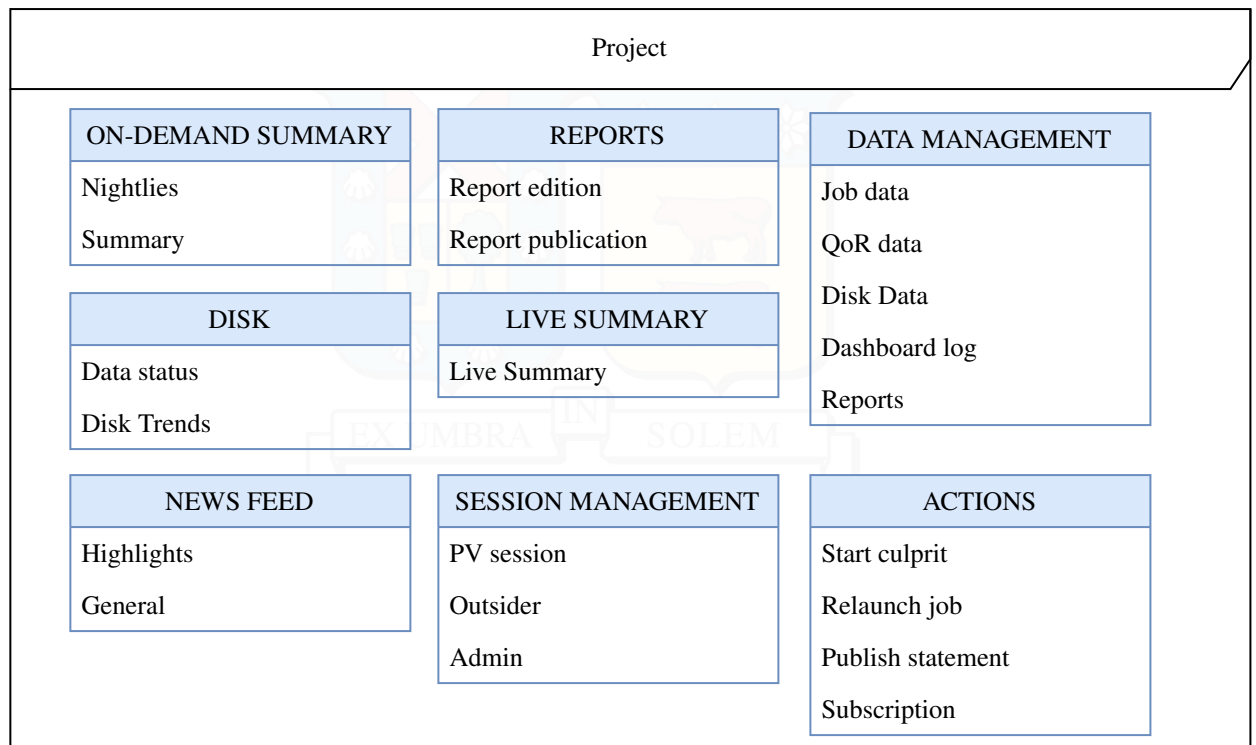 Project
ON-DEMAND SUMMARY
Nightlies
Summary
REPORTS
Report edition
Report publication
DATA MANAGEMENT
Job data
QoR data
Disk Data
Dashboard log
Reports
DISK
Data status
Disk Trends
LIVE SUMMARY
Live Summary
EX UMBRA IN SOLEM
NEWS FEED
Highlights
General
SESSION MANAGEMENT
PV session
Outsider
Admin
ACTIONS
Start culprit
Relaunch job
Publish statement
Subscription